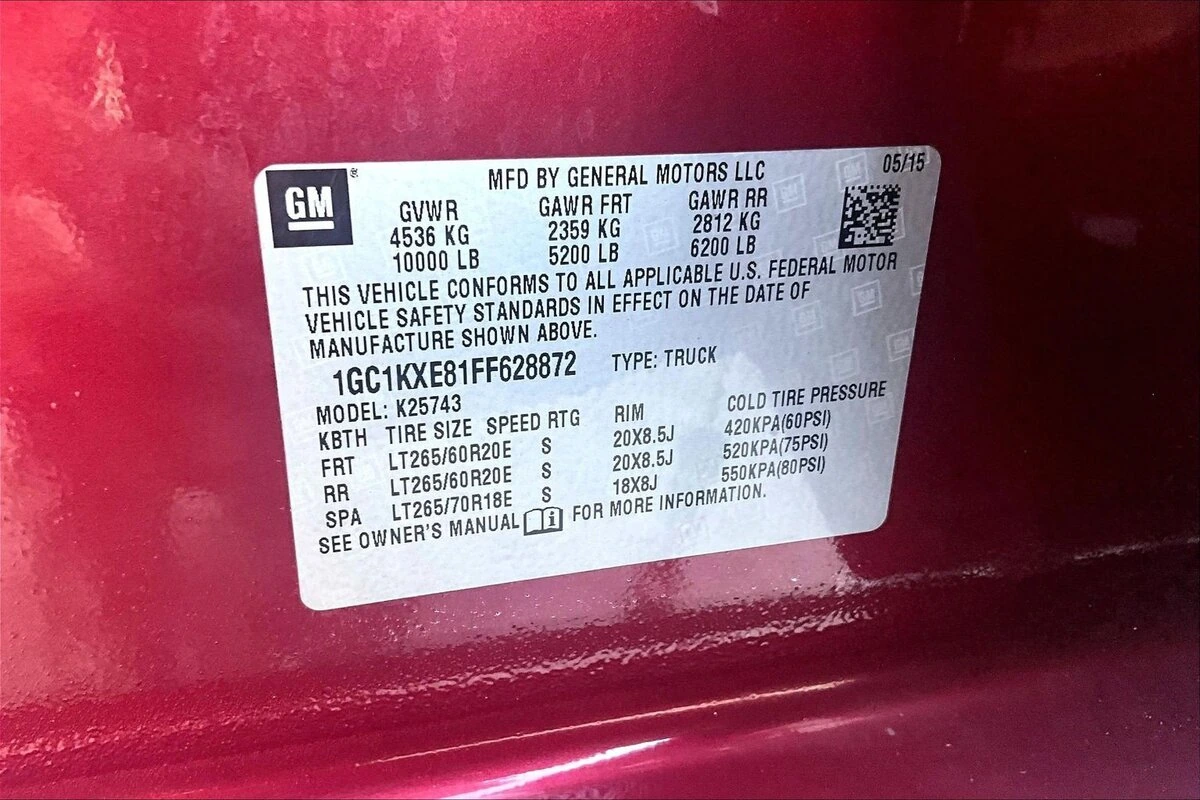 GM®
MFD BY GENERAL MOTORS LLC 05/15
GVWR GAWR FRT GAWR RR
4536 KG 2359 KG 2812 KG
10000 LB 5200 LB 6200 LB
THIS VEHICLE CONFORMS TO ALL APPLICABLE U.S. FEDERAL MOTOR
VEHICLE SAFETY STANDARDS IN EFFECT ON THE DATE OF
MANUFACTURE SHOWN ABOVE.
1GC1KXE81FF628872 TYPE: TRUCK
MODEL: K25743
KBTH TIRE SIZE SPEED RTG RIM COLD TIRE PRESSURE
FRT LT265/60R20E S 20X8.5J 420KPA(60PSI)
RR LT265/60R20E S 20X8.5J 520KPA(75PSI)
SPA LT265/70R18E S 18X8J 550KPA(80PSI)
SEE OWNER'S MANUAL i FOR MORE INFORMATION.